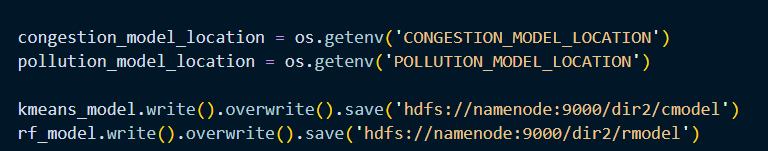 congestion_model_location = os.getenv('CONGESTION_MODEL_LOCATION')
pollution_model_location = os.getenv('POLLUTION_MODEL_LOCATION')
kmeans_model.write().overwrite().save('hdfs://namenode:9000/dir2/cmodel')
rf_model.write().overwrite().save('hdfs://namenode:9000/dir2/rmodel')